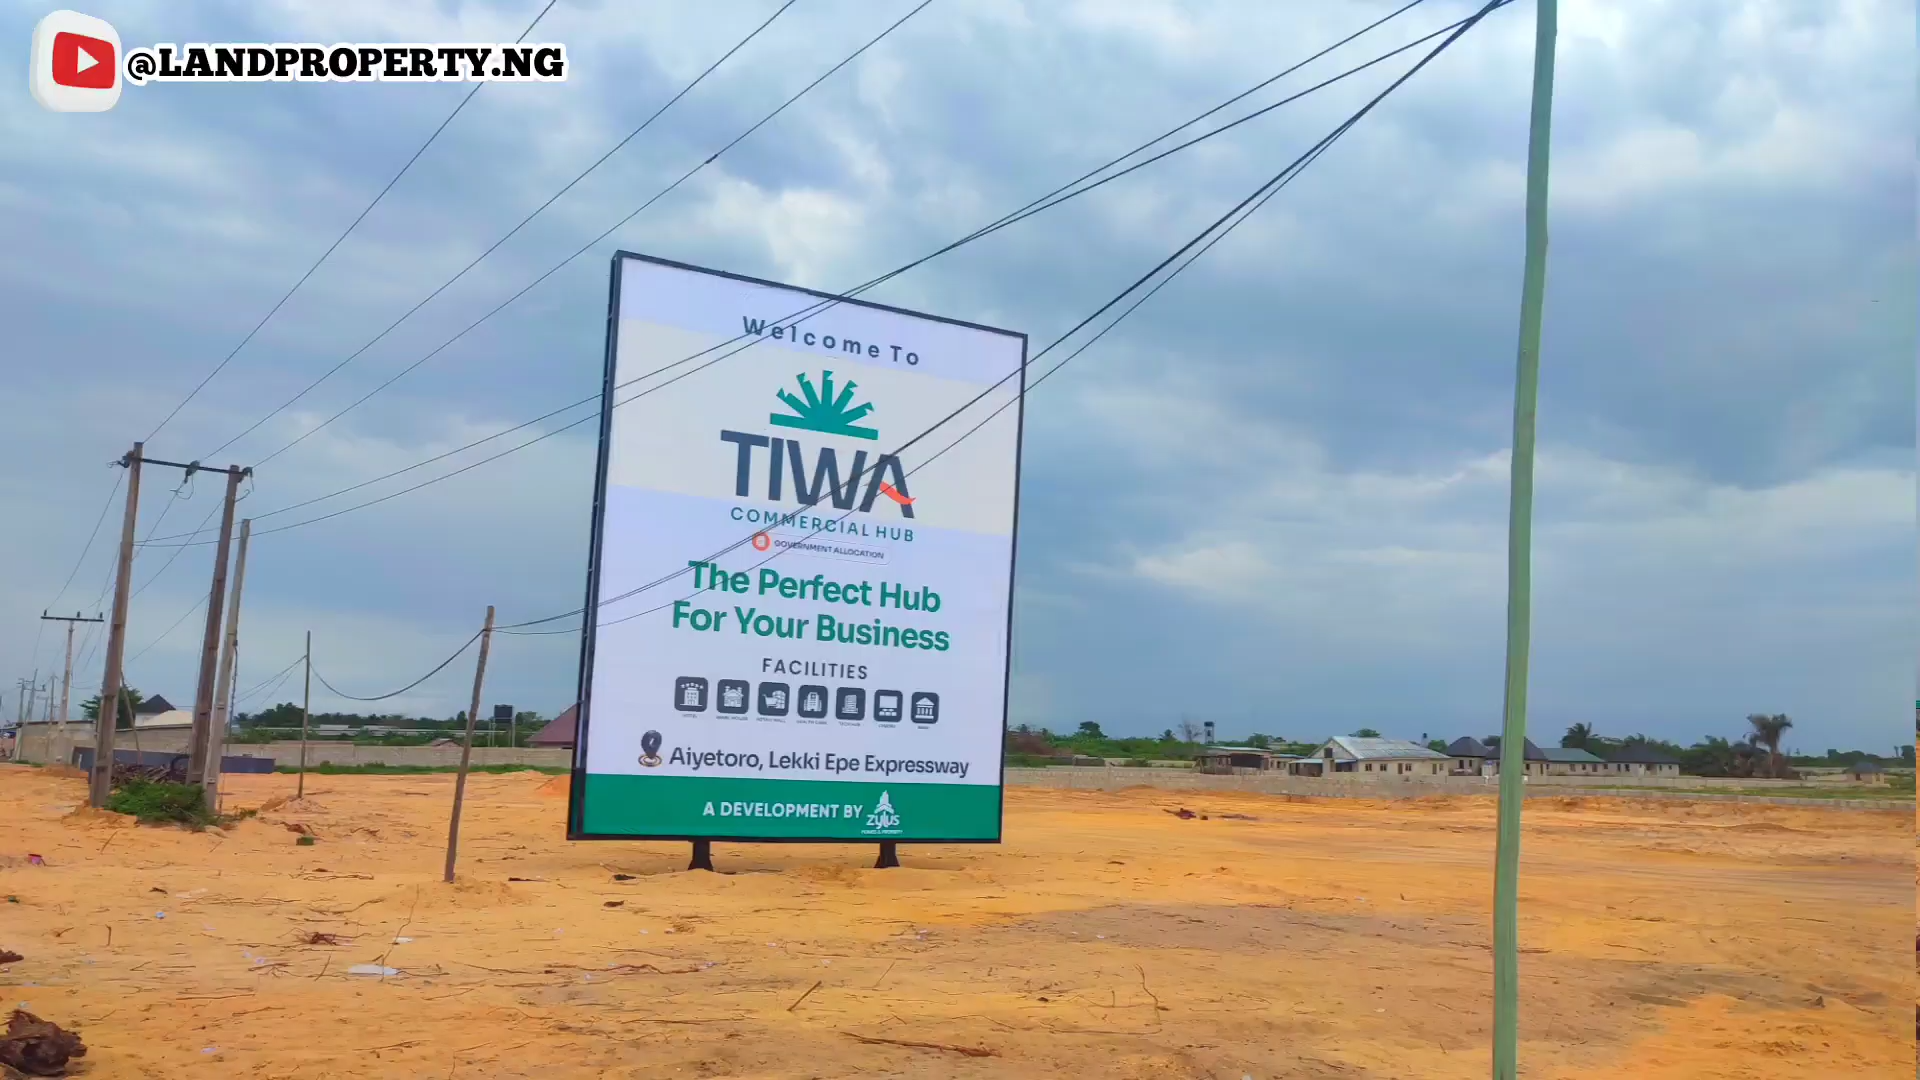 @LANDPROPERTY.NG
Welcome To
TIWA
COMMERCIAL HUB
GOVERNMENT ALLOCATION
The Perfect Hub
For Your Business
FACILITIES
Aiyetoro, Lekki Epe Expressway
A DEVELOPMENT BY
zylus